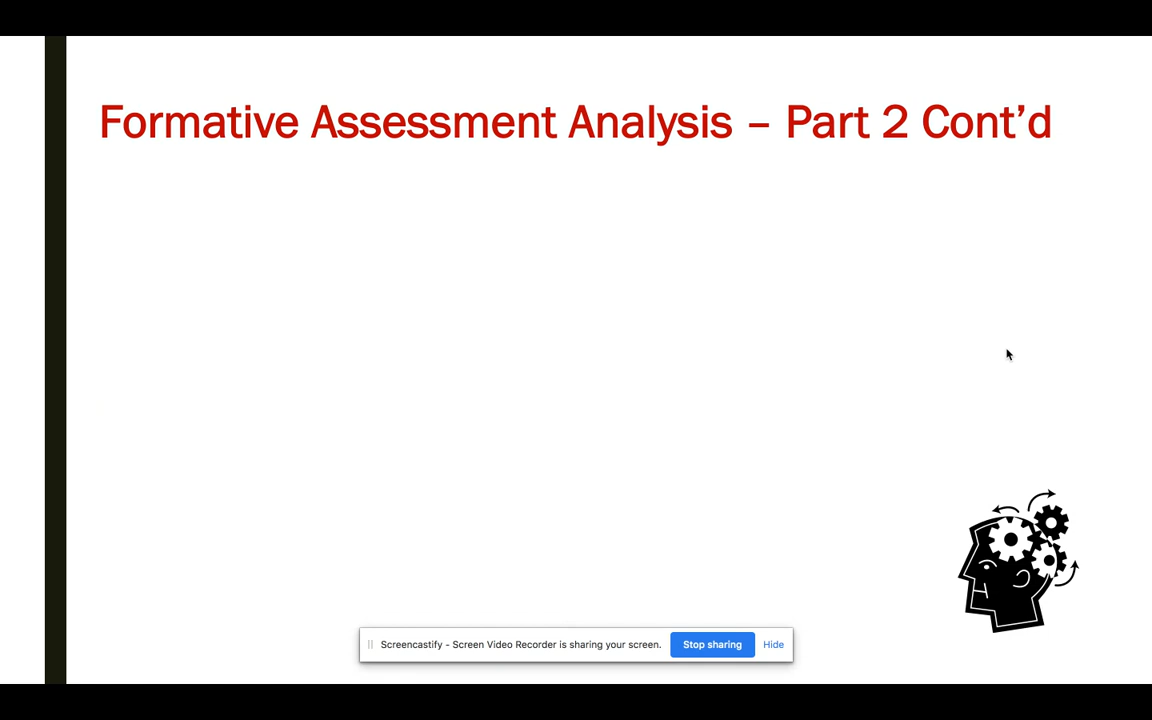 Formative Assessment Analysis – Part 2 Cont’d
Screencastify - Screen Video Recorder is sharing your screen. Stop sharing Hide